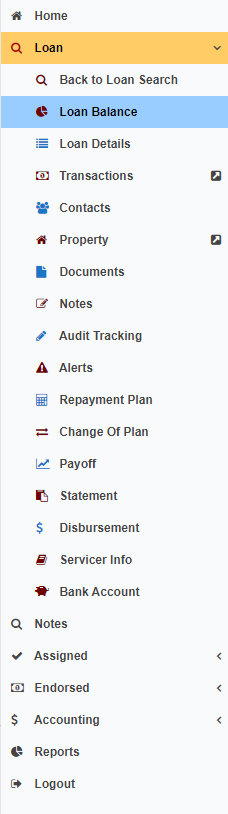 Home
Loan
Back to Loan Search
Loan Balance
Loan Details
Transactions
Contacts
Property
Documents
Notes
Audit Tracking
Alerts
Repayment Plan
Change Of Plan
Payoff
Statement
Disbursement
Servicer Info
Bank Account
Notes
Assigned
Endorsed
Accounting
Reports
Logout